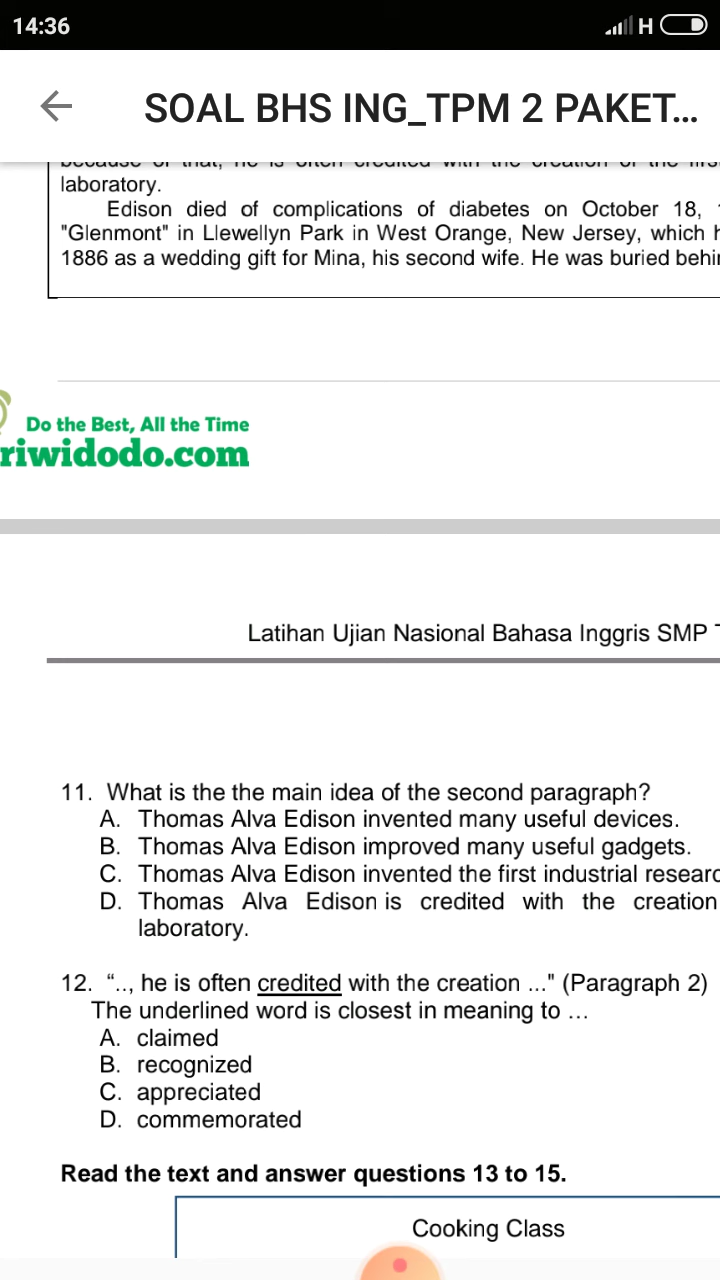 14:36
H
SOAL BHS ING_TPM 2 PAKET...
laboratory.
Edison died of complications of diabetes on October 18,
"Glenmont" in Llewellyn Park in West Orange, New Jersey, which
1886 as a wedding gift for Mina, his second wife. He was buried
Do the Best, All the Time
riwidodo.com
Latihan Ujian Nasional Bahasa Inggris SMP
11. What is the the main idea of the second paragraph?
A. Thomas Alva Edison invented many useful devices.
B. Thomas Alva Edison improved many useful gadgets.
C. Thomas Alva Edison invented the first industrial
D. Thomas Alva Edison is credited with the creation
laboratory.
12. “.., he is often credited with the creation ..." (Paragraph 2)
The underlined word is closest in meaning to …
A. claimed
B. recognized
C. appreciated
D. commemorated
Read the text and answer questions 13 to 15.
Cooking Class